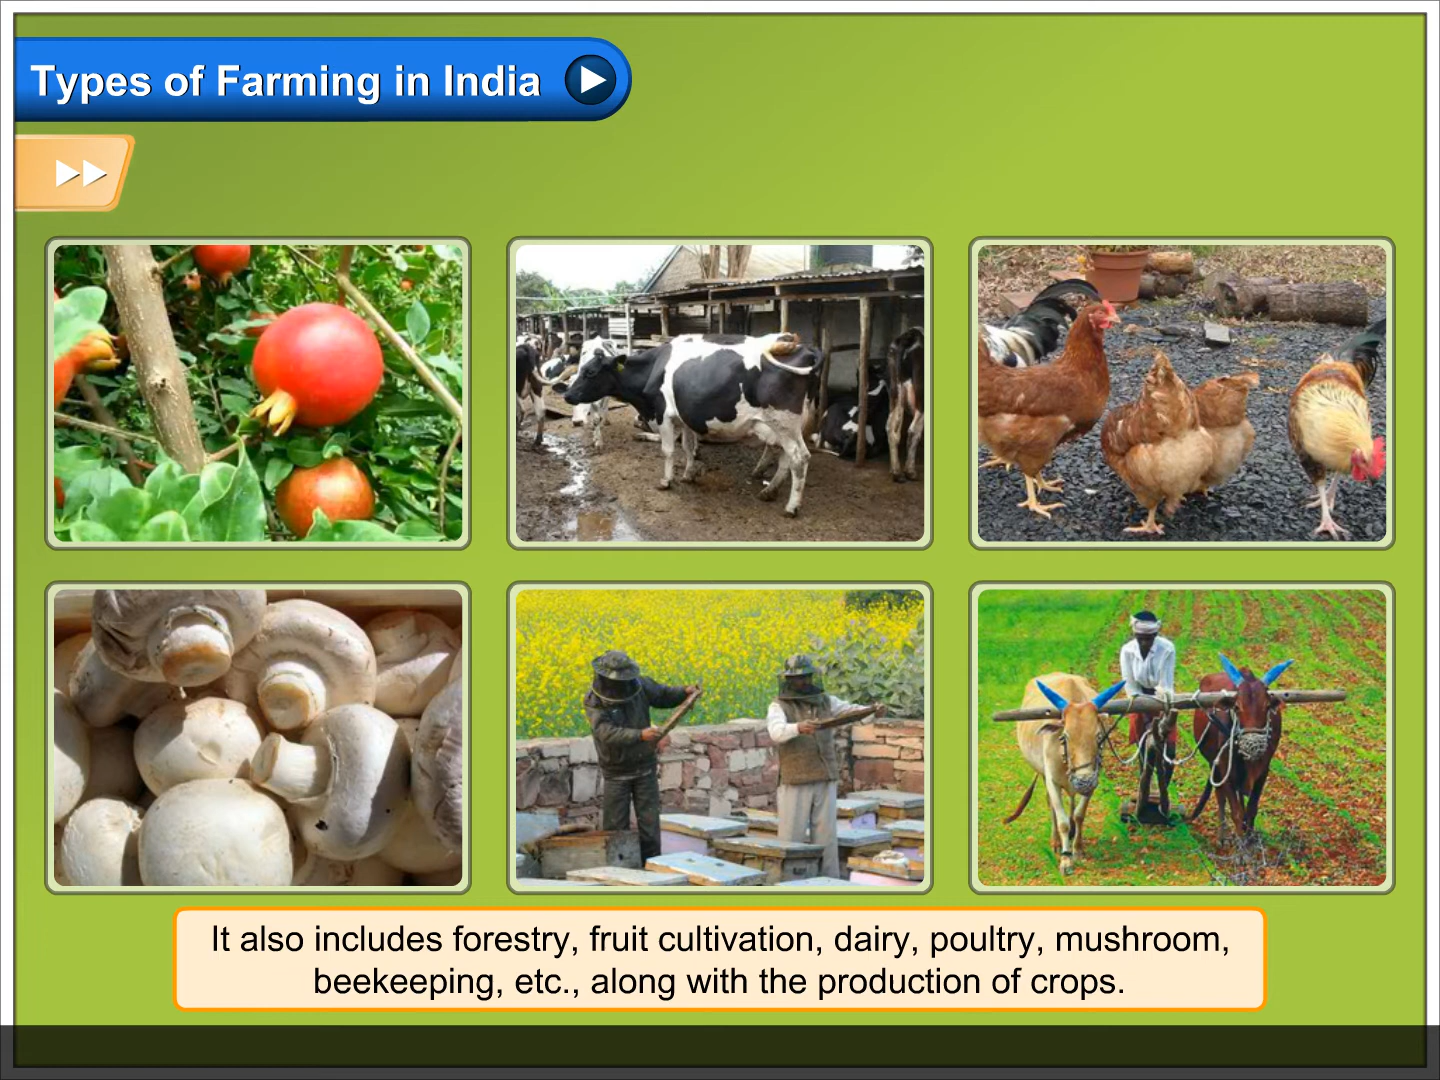 Types of Farming in India
It also includes forestry, fruit cultivation, dairy, poultry, mushroom,
beekeeping, etc., along with the production of crops.